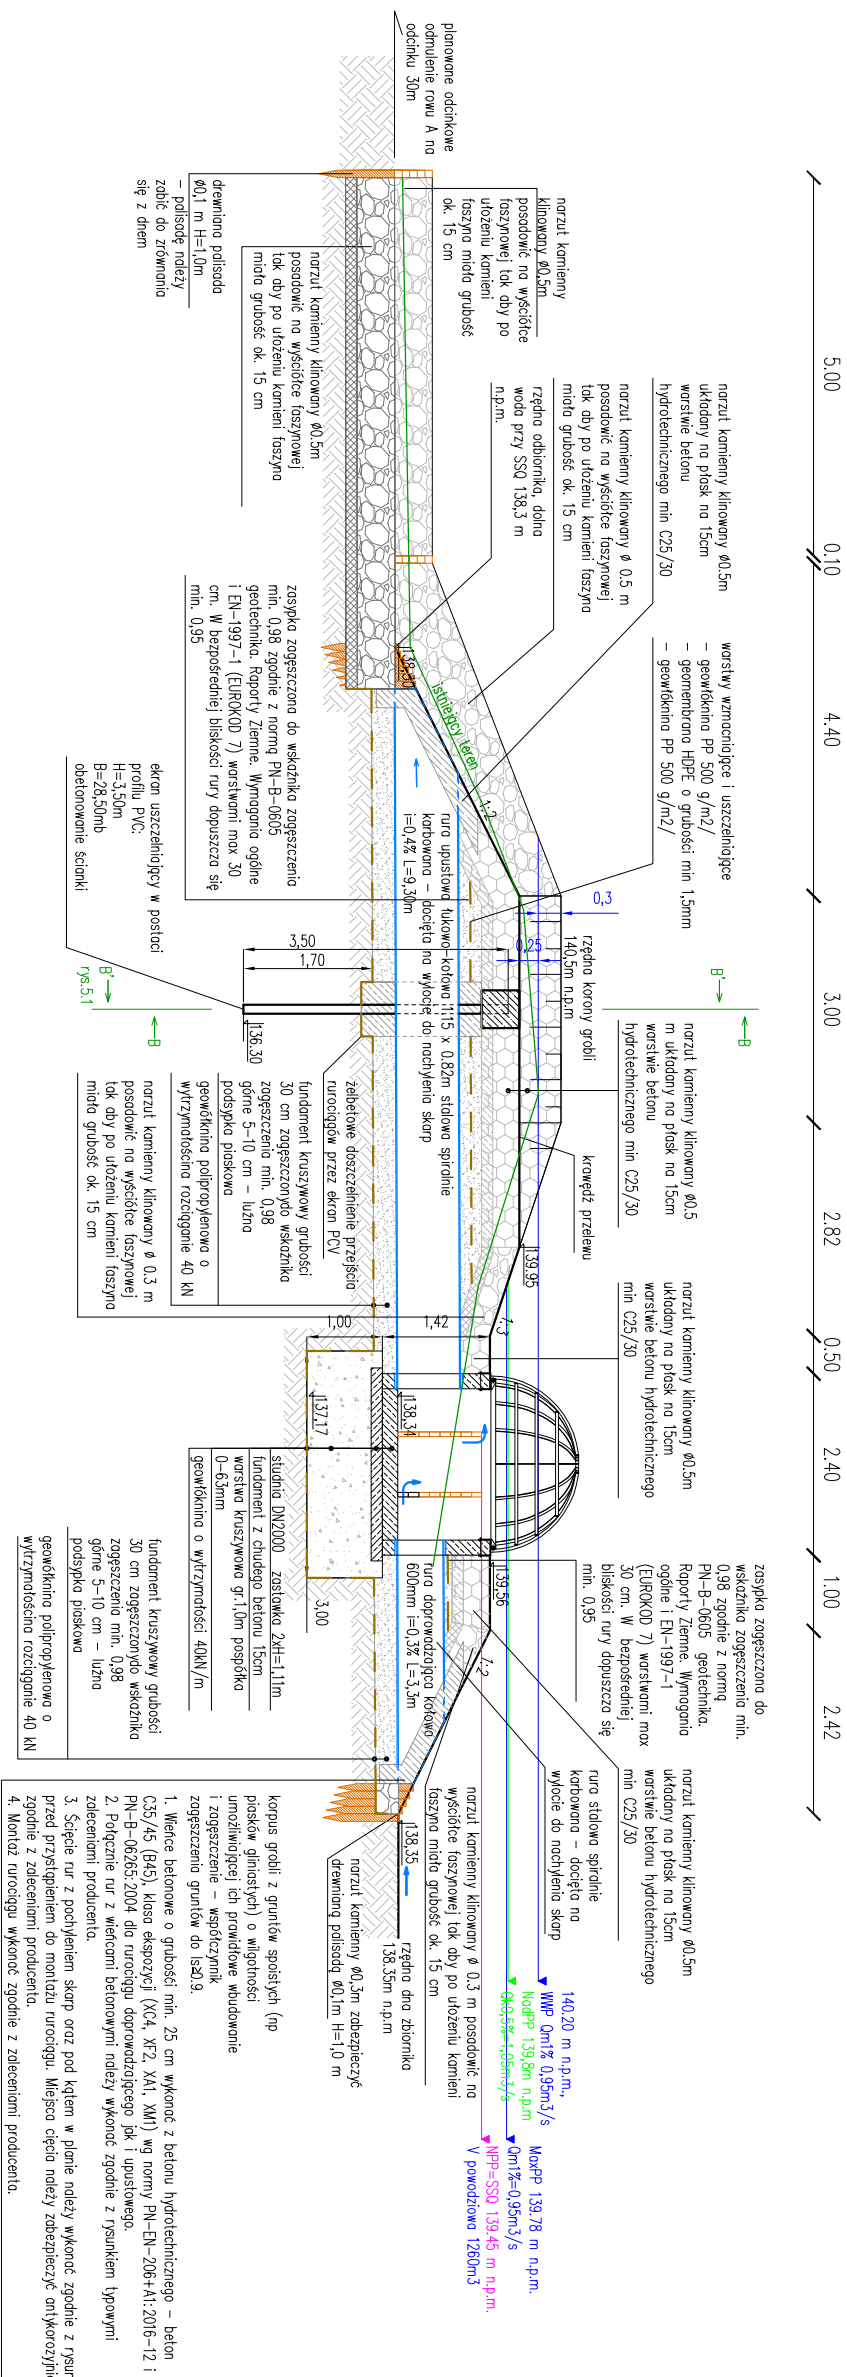 5.00
0.10
4.40
3.00
2.82
0.50
2.40
1.00
2.42
planowane odcinkowe
odmulenie rowu A na
odcinku 30m
narzut kamienny
klinowany ø0,5m
posadowić na wyściółce
faszynowej tak aby po
ułożeniu kamieni
faszyna miała grubość
ok. 15 cm
drewniana palisada
ø0,1 m H=1,0m
– palisadę należy
zabić do zrównania
się z dnem
narzut kamienny klinowany ø0.5m
posadowić na wyściółce faszynowej
tak aby po ułożeniu kamieni faszyna
miała grubość ok. 15 cm
narzut kamienny klinowany ø0.5m
układany na płask na 15cm
warstwie betonu
hydrotechnicznego min C25/30
narzut kamienny klinowany ø 0.5 m
posadowić na wyściółce faszynowej
tak aby po ułożeniu kamieni faszyna
miała grubość ok. 15 cm
rzędna odbiornika, dolna
woda przy SSQ 138,3 m
n.p.m.
warstwy wzmacniające i uszczelniające
– geowłóknina PP 500 g/m2/
– geomembrana HDPE o grubości min 1,5mm
– geowłóknina PP 500 g/m2/
138,30
istniejący teren
1:2
zasypka zagęszczona do wskaźnika zagęszczenia
min. 0,98 zgodnie z normą PN–B–0605
geotechnika. Raporty Ziemne. Wymagania ogólne
i EN–1997–1 (EUROKOD 7) warstwami max 30
cm. W bezpośredniej bliskości rury dopuszcza się
min. 0,95
rura upustowa łukowo–kołowa 1.15 x 0.82m stalowa spiralnie
karbowana – docięta na wylocie do nachylenia skarp
i=0,4% L=9,30m
ekran uszczelniający w postaci
profilu PVC:
H=3,50m
B=28,50mb
obetonowanie ścianki
0,3
0,25
rzędna korony grobli
140,5m n.p.m
3,50
1,70
136.30
B'
B
rys.5.1
B'
B
narzut kamienny klinowany ø0.5
m układany na płask na 15cm
warstwie betonu
hydrotechnicznego min C25/30
krawędź przelewu
139.95
1:3
żelbetowe doszczelnienie przejścia
rurociągów przez ekran PCV
fundament kruszywowy grubości
30 cm zagęszczonydo wskaźnika
zagęszczenia min. 0,98
górne 5–10 cm – luźna
podsypka piaskowa
geowłóknina polipropylenowa o
wytrzymałościna rozciąganie 40 kN
narzut kamienny klinowany ø 0.3 m
posadowić na wyściółce faszynowej
tak aby po ułożeniu kamieni faszyna
miała grubość ok. 15 cm
narzut kamienny klinowany ø0.5m
układany na płask na 15cm
warstwie betonu hydrotechnicznego
min C25/30
1,00
1,42
137,17
138,34
3,00
139,56
studnia DN2000 zastawka 2xH=1,11m
fundament z chudego betonu 15cm
warstwa kruszywowa gr.1,0m pospółka
0–63mm
geowłóknina o wytrzymałości 40kN/m
zasypka zagęszczona do
wskaźnika zagęszczenia min.
0,98 zgodnie z normą
PN–B–0605 geotechnika.
Raporty Ziemne. Wymagania
ogólne i EN–1997–1
(EUROKOD 7) warstwami max
30 cm. W bezpośredniej
bliskości rury dopuszcza się
min. 0,95
rura doprowadzająca kołowa
600mm i=0,3% L=3,3m
1:2
fundament kruszywowy grubości
30 cm zagęszczonydo wskaźnika
zagęszczenia min. 0,98
górne 5–10 cm – luźna
podsypka piaskowa
geowłóknina polipropylenowa o
wytrzymałościna rozciąganie 40 kN
narzut kamienny klinowany ø0.5m
układany na płask na 15cm
warstwie betonu hydrotechnicznego
min C25/30
rura stalowa spiralnie
karbowana – docięta na
wylocie do nachylenia skarp
narzut kamienny klinowany ø 0.3 m posadowić na
wyściółce faszynowej tak aby po ułożeniu kamieni
faszyna miała grubość ok. 15 cm
138,35
rzędna dna zbiornika
138.35m n.p.m
narzut kamienny ø0,3m zabezpieczyć
drewnianą palisadą ø0,1m H=1,0 m
140.20 m n.p.m.,
WWP Qm1% 0,95m3/s
NadPP 139,8m n.p.m
Qk0,5%=1,05m3/s
MaxPP 139.78 m n.p.m.
Qm1%=0,95m3/s
NPP=SSQ 139.45 m n.p.m.
V powodziowa 1260m3
korpus grobli z gruntów spoistych (np
piasków gliniastych) o wilgotności
umożliwiającej ich prawidłowe wbudowanie
i zagęszczenie – współczynnik
zagęszczenia gruntów do Is≥0.9.
1. Wieńce betonowe o grubośći min. 25 cm wykonać z betonu hydrotechnicznego – beton
C35/45 (B45), klasa ekspozycji (XC4, XF2, XA1, XM1) wg normy PN–EN–206+A1:2016–12 i
PN–B–06265:2004 dla rurociągu doprowadzającego jak i upustowego.
2. Połącznie rur z wieńcami betonowymi należy wykonać zgodnie z rysunkiem typowymi
zaleceniami producenta.
3. Ścięcie rur z pochyleniem skarp oraz pod kątem w planie należy wykonać zgodnie z rysun
przed przystąpieniem do montażu rurociągu. Miejsca cięcia należy zabezpieczyć antykorozyjni
zgodnie z zaleceniami producenta.
4. Montaż rurociągu wykonać zgodnie z zaleceniami producenta.